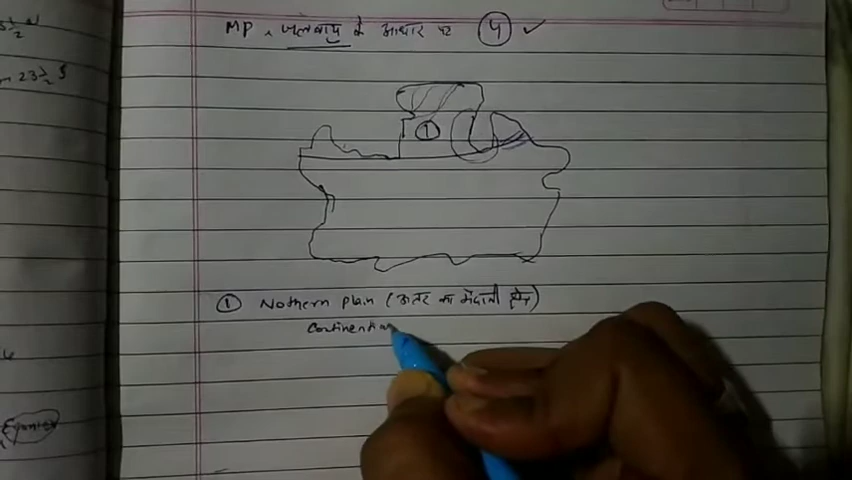 MP जलवायु के आधार पर 4
1
1 Nothern plain (उत्तर का मैदानी क्षेत्र)
Continental